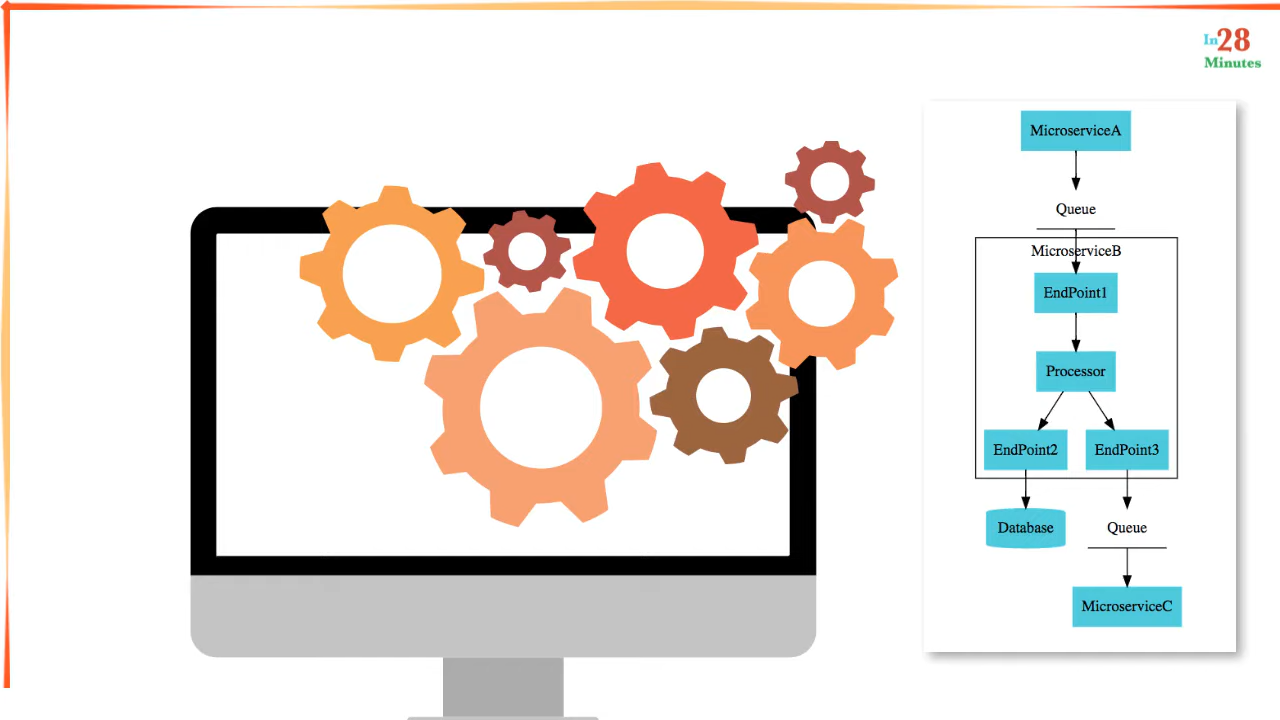 In28
Minutes
MicroserviceA
Queue
MicroserviceB
EndPoint1
Processor
EndPoint2 EndPoint3
Database Queue
MicroserviceC